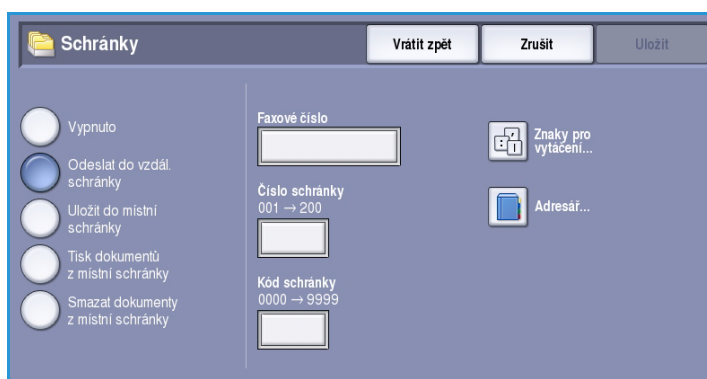 Schránky
Vrátit zpět
Zrušit
Uložit
Vypnuto
Odeslat do vzdál.
schránky
Uložit do místní
schránky
Tisk dokumentů
z místní schránky
Smazat dokumenty
z místní schránky
Faxové číslo
Číslo schránky
001 → 200
Kód schránky
0000 → 9999
Znaky pro
vytáčení...
Adresář...